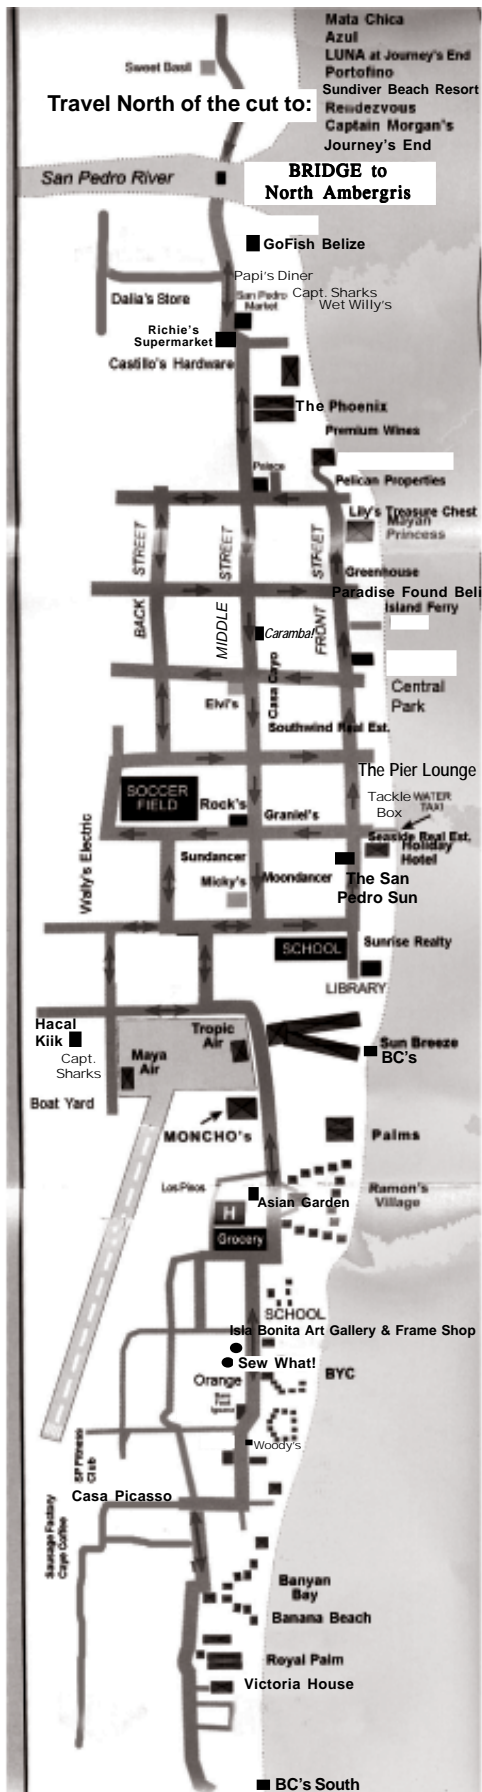 Mata Chica
Azul
LUNA at Journey's End
Portofino
Sundiver Beach Resort
Rendezvous
Captain Morgan's
Journey's End
Sweet Basil
Travel North of the cut to:
San Pedro River
BRIDGE to
North Ambergris
GoFish Belize
Papi's Diner
Dalia's Store
San Pedro
Market
Capt. Sharks
Wet Willy's
Richie's
Supermarket
Castillo's Hardware
The Phoenix
Premium Wines
Palace
Pelican Properties
Lily's Treasure Chest
Mayan
Princess
BACK STREET
MIDDLE STREET
FRONT STREET
Greenhouse
Paradise Found Beli
Island Ferry
Caramba!
Casa Cayo
Elvi's
Central
Park
Southwind Real Est.
The Pier Lounge
SOCCER
FIELD
Rock's
Graniel's
Tackle
Box
WATER
TAXI
Wally's Electric
Seaside Real Est.
Holiday
Hotel
Sundancer
Micky's
Moondancer
The San
Pedro Sun
SCHOOL
Sunrise Realty
LIBRARY
Hacal
Kiik
Capt.
Sharks
Tropic
Air
Maya
Air
Sun Breeze
BC's
Boat Yard
MONCHO's
Palms
Los Pinos
Asian Garden
Ramon's
Village
H
Grocery
SCHOOL
Isla Bonita Art Gallery & Frame Shop
Sew What!
Orange
BYC
Woody's
SP Fitness
Club
Casa Picasso
Sausage Factory
Caye Coffee
Banyan
Bay
Banana Beach
Royal Palm
Victoria House
BC's South